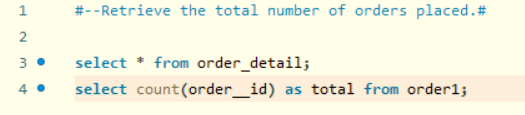 1 #--Retrieve the total number of orders placed.#
2
3 select * from order_detail;
4 select count(order__id) as total from order1;